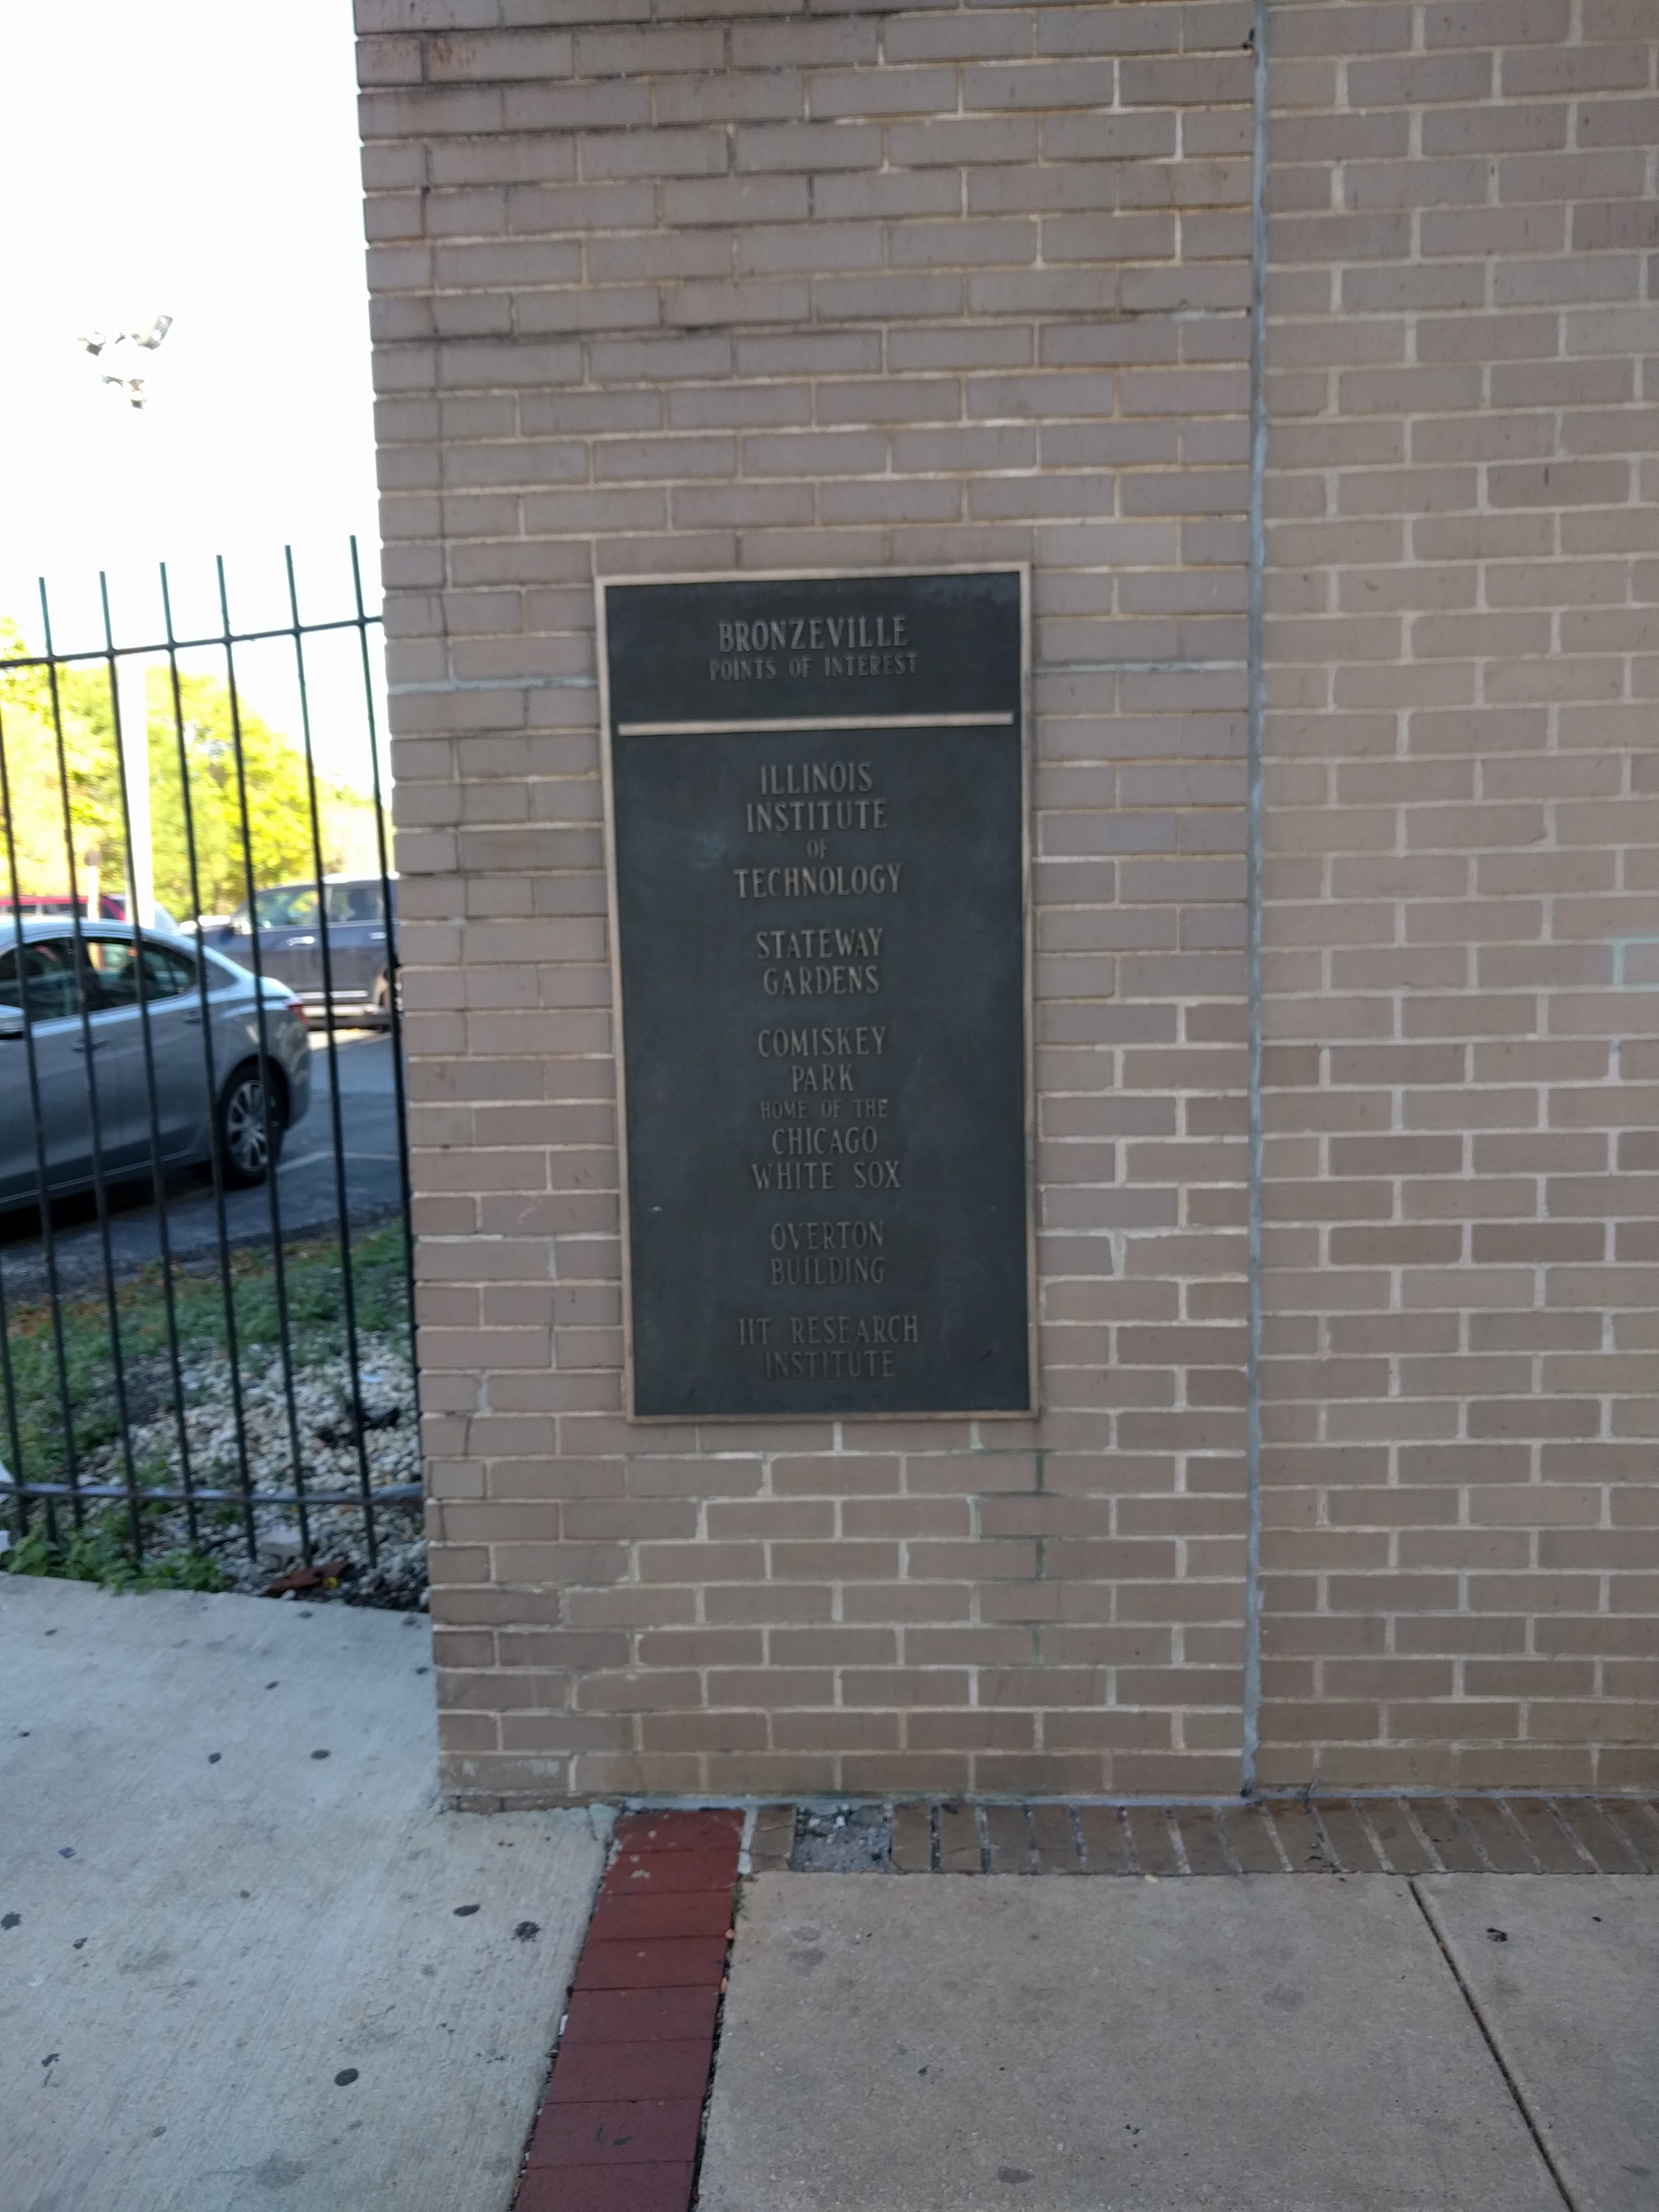 BRONZEVILLE
POINTS OF INTEREST
ILLINOIS
INSTITUTE
OF
TECHNOLOGY
STATEWAY
GARDENS
COMISKEY
PARK
HOME OF THE
CHICAGO
WHITE SOX
OVERTON
BUILDING
IIT RESEARCH
INSTITUTE